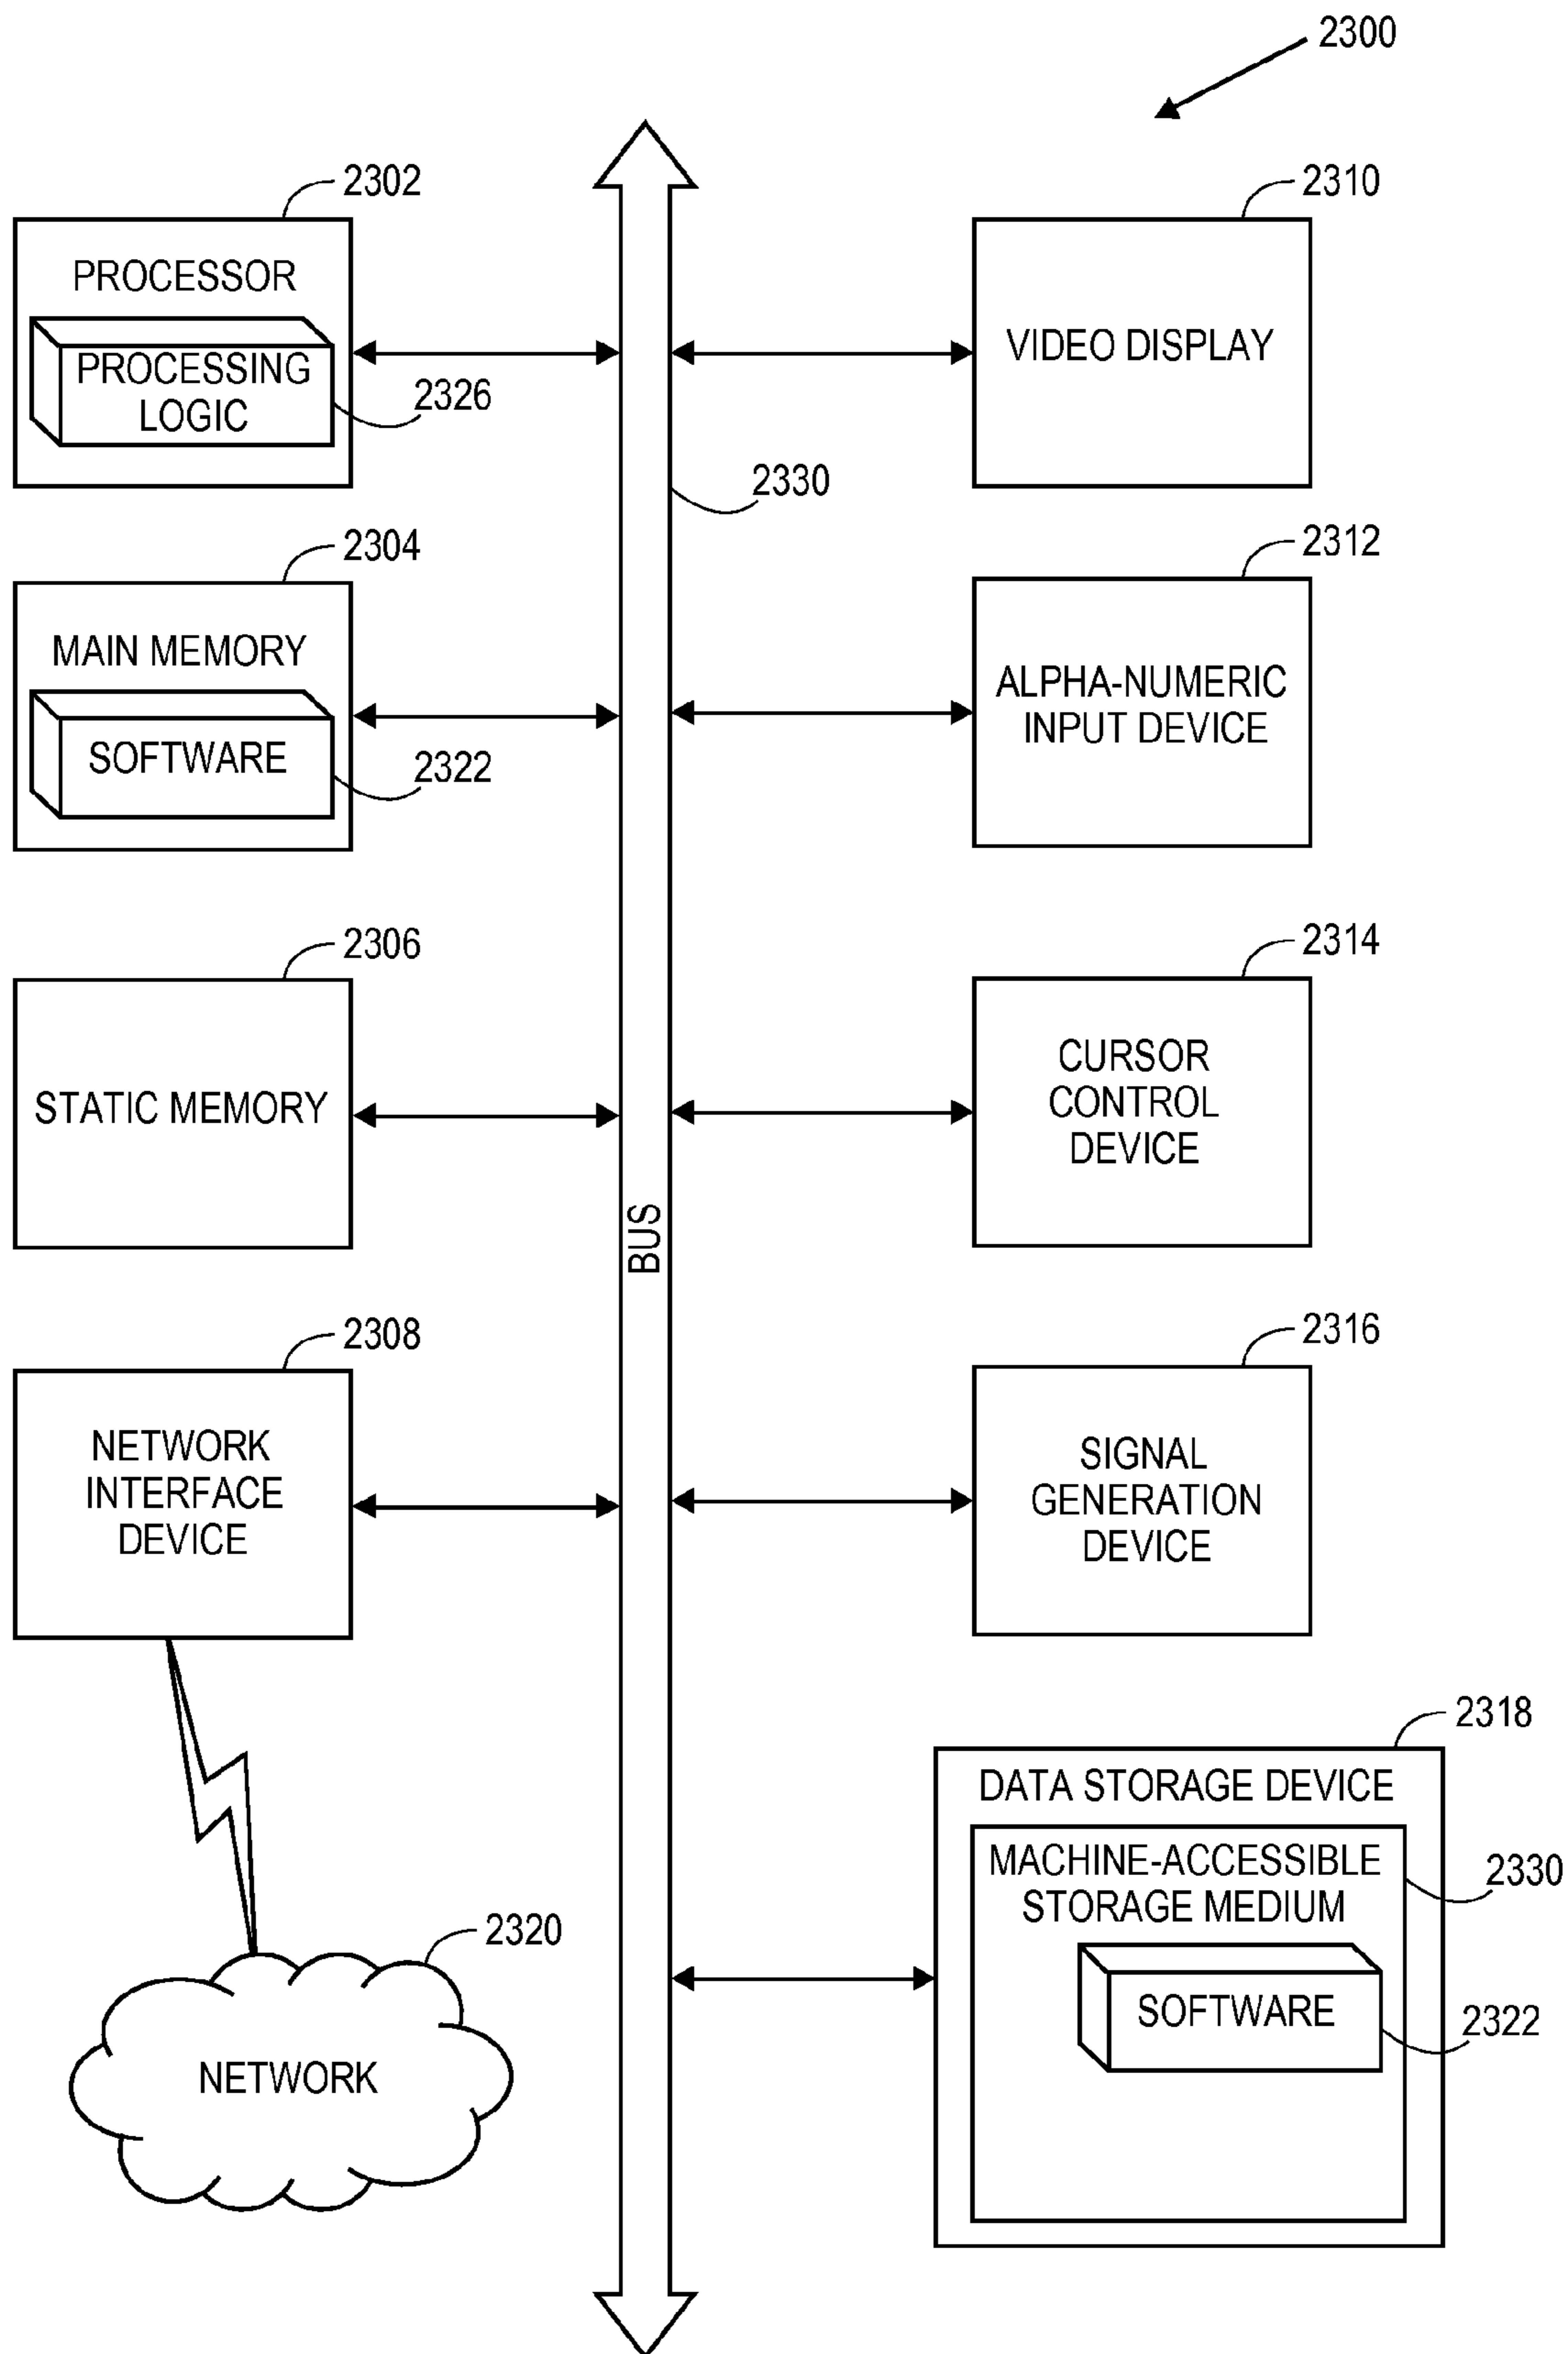 2300
2302
PROCESSOR
PROCESSING
LOGIC
2326
2310
VIDEO DISPLAY
2330
2304
MAIN MEMORY
SOFTWARE
2322
2312
ALPHA-NUMERIC
INPUT DEVICE
2306
STATIC MEMORY
2314
CURSOR
CONTROL
DEVICE
BUS
2308
NETWORK
INTERFACE
DEVICE
2316
SIGNAL
GENERATION
DEVICE
2318
DATA STORAGE DEVICE
MACHINE-ACCESSIBLE
STORAGE MEDIUM
2330
SOFTWARE
2322
2320
NETWORK